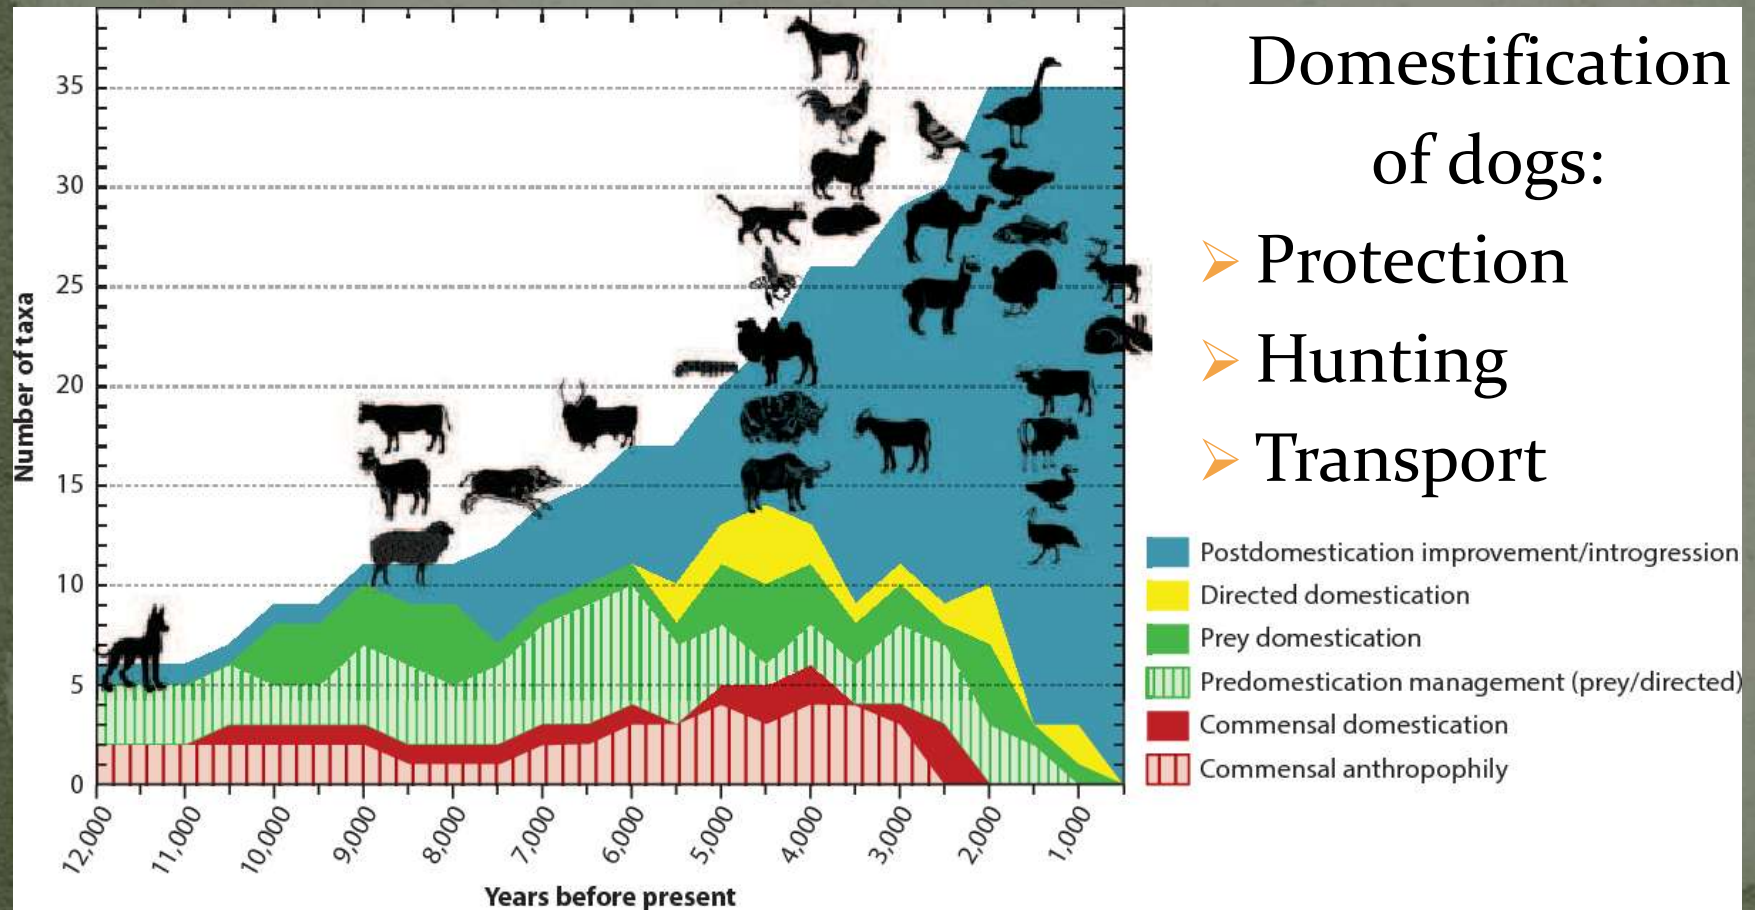 Domestification
of dogs:
Protection
Hunting
Transport
Number of taxa
35
30
25
20
15
10
5
0
12,000
11,000
10,000
9,000
8,000
7,000
6,000
5,000
4,000
3,000
2,000
1,000
Years before present
Postdomestication improvement/introgression
Directed domestication
Prey domestication
Predomestication management (prey/directed)
Commensal domestication
Commensal anthropophily